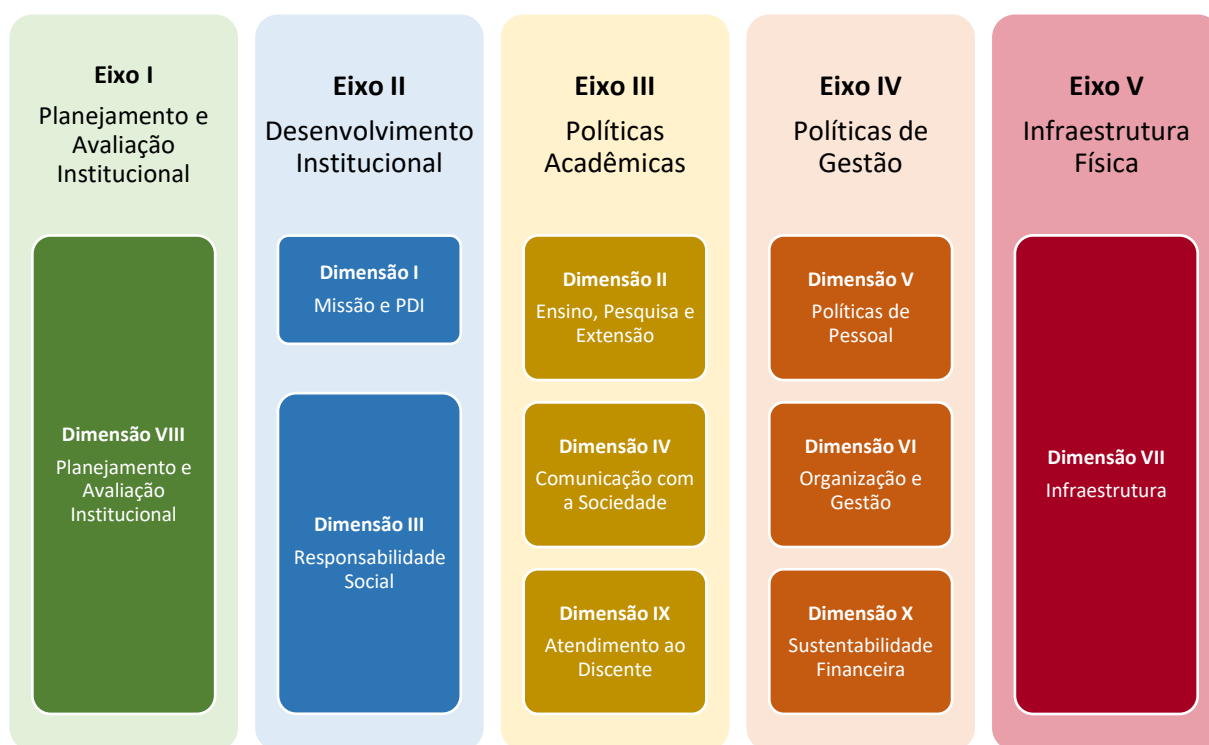 Eixo I
Planejamento e
Avaliação
Institucional
Dimensão VIII
Planejamento e
Avaliação
Institucional
Eixo II
Desenvolvimento
Institucional
Dimensão I
Missão e PDI
Dimensão III
Responsabilidade
Social
Eixo III
Políticas
Acadêmicas
Dimensão II
Ensino, Pesquisa e
Extensão
Dimensão IV
Comunicação com
a Sociedade
Dimensão IX
Atendimento ao
Discente
Eixo IV
Políticas de
Gestão
Dimensão V
Políticas de
Pessoal
Dimensão VI
Organização e
Gestão
Dimensão X
Sustentabilidade
Financeira
Eixo V
Infraestrutura
Física
Dimensão VII
Infraestrutura